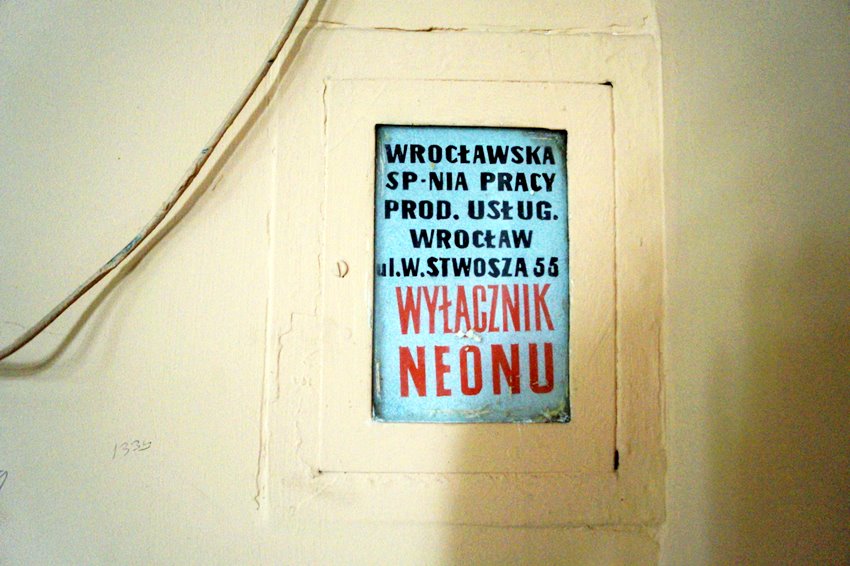 WROCŁAWSKA
SP-NIA PRACY
PROD. USŁUG.
WROCŁAW
ul.W.STWOSZA 55
WYŁĄCZNIK
NEONU